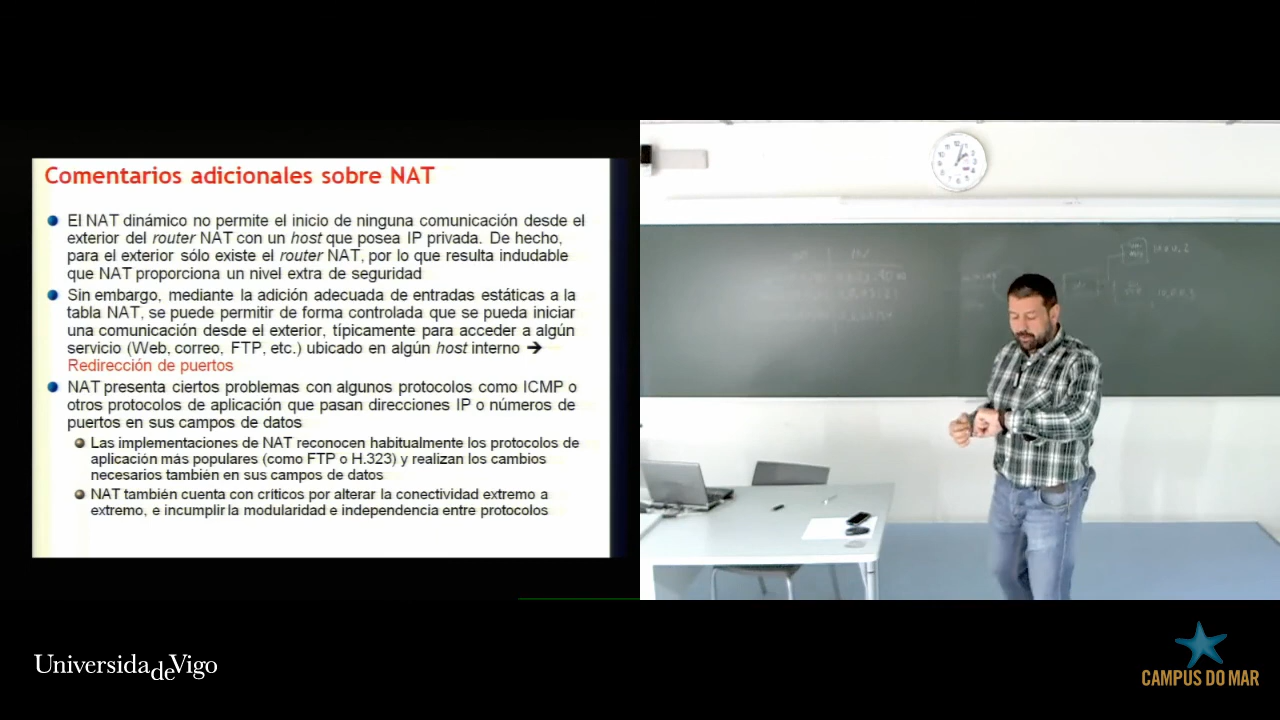 Comentarios adicionales sobre NAT
El NAT dinámico no permite el inicio de ninguna comunicación desde el
exterior del router NAT con un host que posea IP privada. De hecho,
para el exterior sólo existe el router NAT, por lo que resulta indudable
que NAT proporciona un nivel extra de seguridad
Sin embargo, mediante la adición adecuada de entradas estáticas a la
tabla NAT, se puede permitir de forma controlada que se pueda iniciar
una comunicación desde el exterior, típicamente para acceder a algún
servicio (Web, correo, FTP, etc.) ubicado en algún host interno ➔
Redirección de puertos
NAT presenta ciertos problemas con algunos protocolos como ICMP o
otros protocolos de aplicación que pasan direcciones IP o números de
puertos en sus campos de datos
Las implementaciones de NAT reconocen habitualmente los protocolos de
aplicación más populares (como FTP o H.323) y realizan los cambios
necesarios también en sus campos de datos
NAT también cuenta con críticos por alterar la conectividad extremo a
extremo, e incumplir la modularidad e independencia entre protocolos
Universidade de Vigo
CAMPUS DO MAR